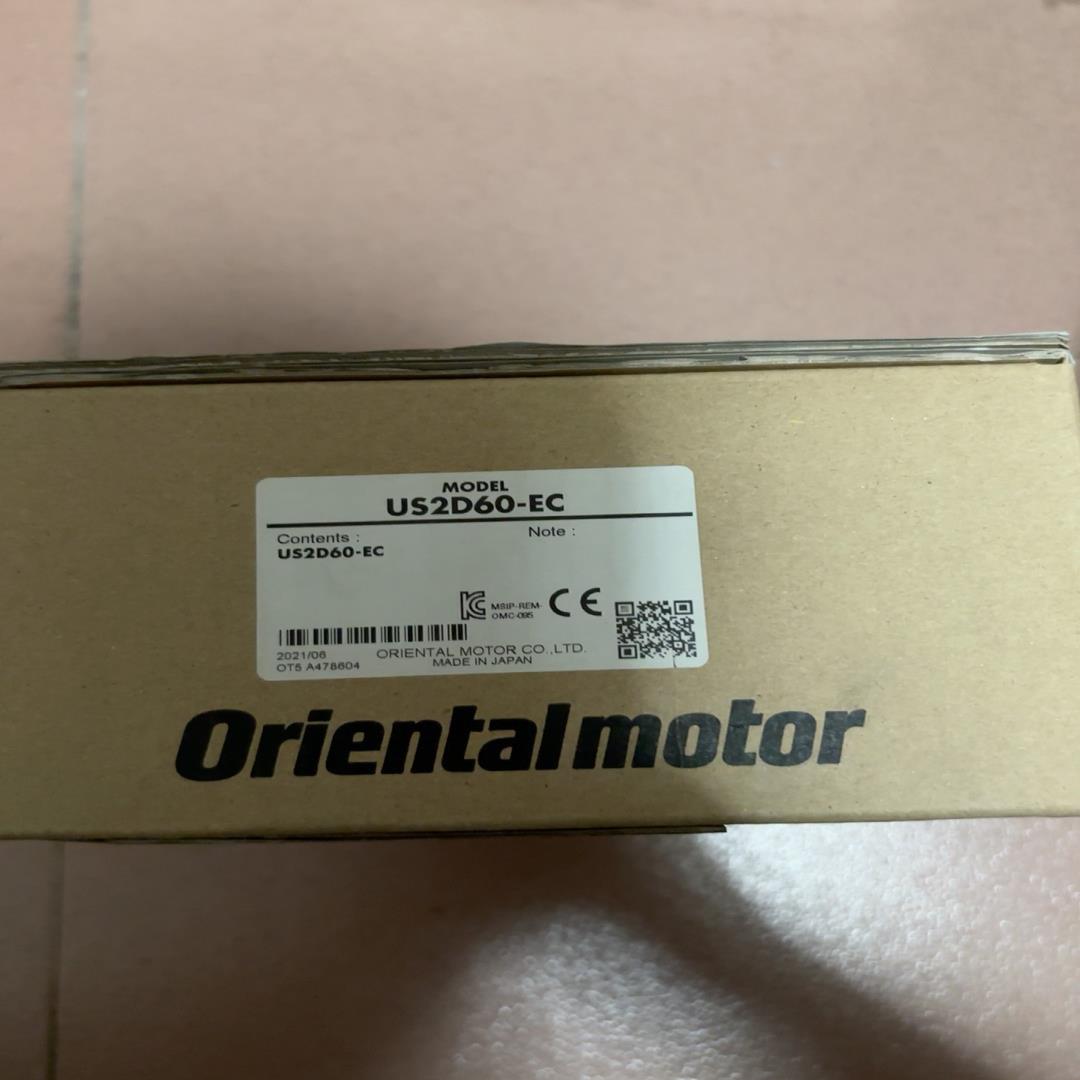 MODEL
US2D60-EC
Contents :
Note :
US2D60-EC
MSIP-REM-
OMC-095
CE
2021/06
ORIENTAL MOTOR CO.,LTD.
OT5 A478604
MADE IN JAPAN
Orientalmotor